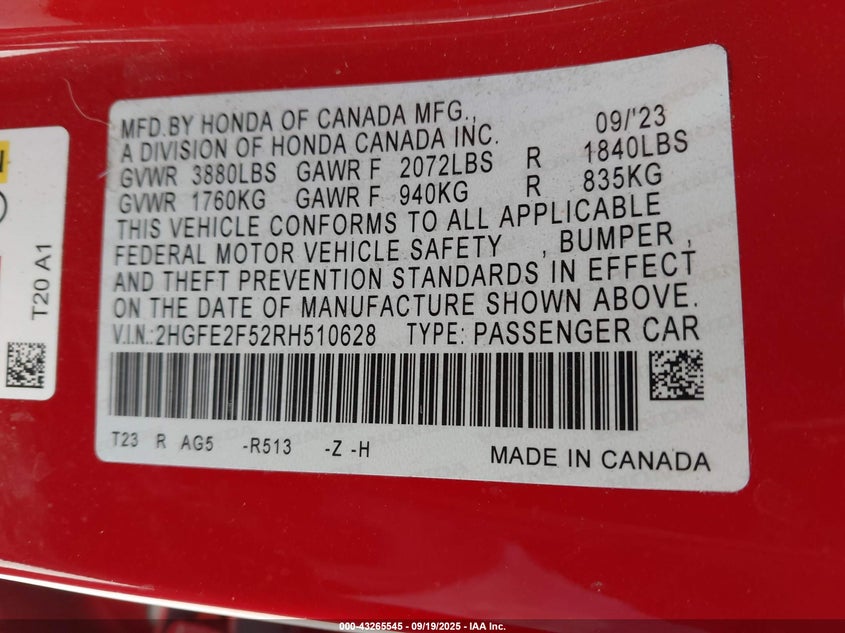 MFD.BY HONDA OF CANADA MFG., 09/'23
A DIVISION OF HONDA CANADA INC.
GVWR 3880LBS GAWR F 2072LBS R 1840LBS
GVWR 1760KG GAWR F 940KG R 835KG
THIS VEHICLE CONFORMS TO ALL APPLICABLE
FEDERAL MOTOR VEHICLE SAFETY , BUMPER ,
AND THEFT PREVENTION STANDARDS IN EFFECT
ON THE DATE OF MANUFACTURE SHOWN ABOVE.
V.I.N.:2HGFE2F52RH510628 TYPE: PASSENGER CAR
T23 R AG5 -R513 -Z -H
MADE IN CANADA
T20 A1
000-43265545 - 09/19/2025 - IAA Inc.